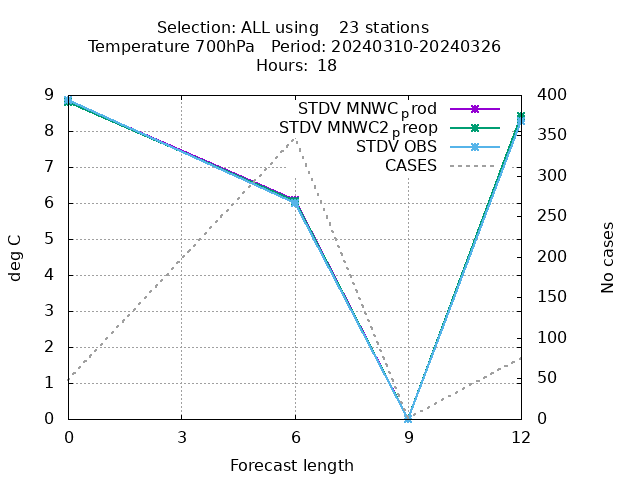 Selection: ALL using 23 stations
Temperature 700hPa Period: 20240310-20240326
Hours: 18
STDV MNWC_prod
STDV MNWC2_preop
STDV OBS
CASES
9
8
7
6
5
4
3
2
1
0
deg C
400
350
300
250
200
150
100
50
0
No cases
0 3 6 9 12
Forecast length